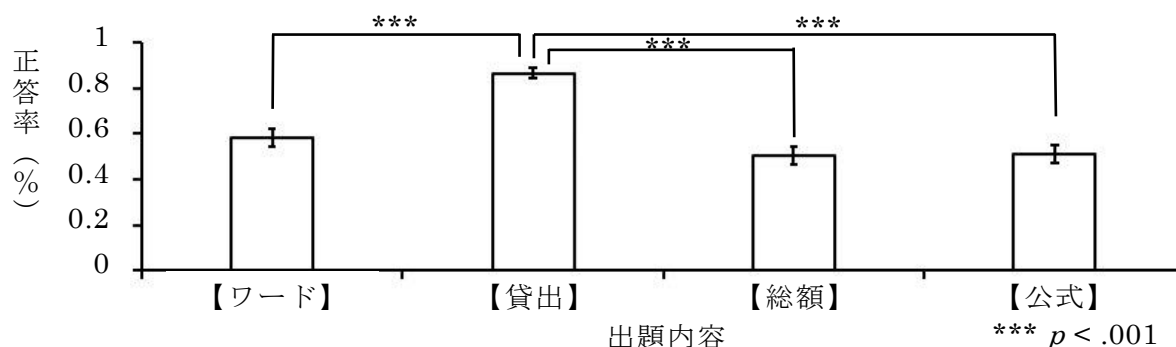 ***
***
***
正答率（%）
1
0.8
0.6
0.4
0.2
0
【ワード】 【貸出】 【総額】 【公式】
出題内容
*** p < .001